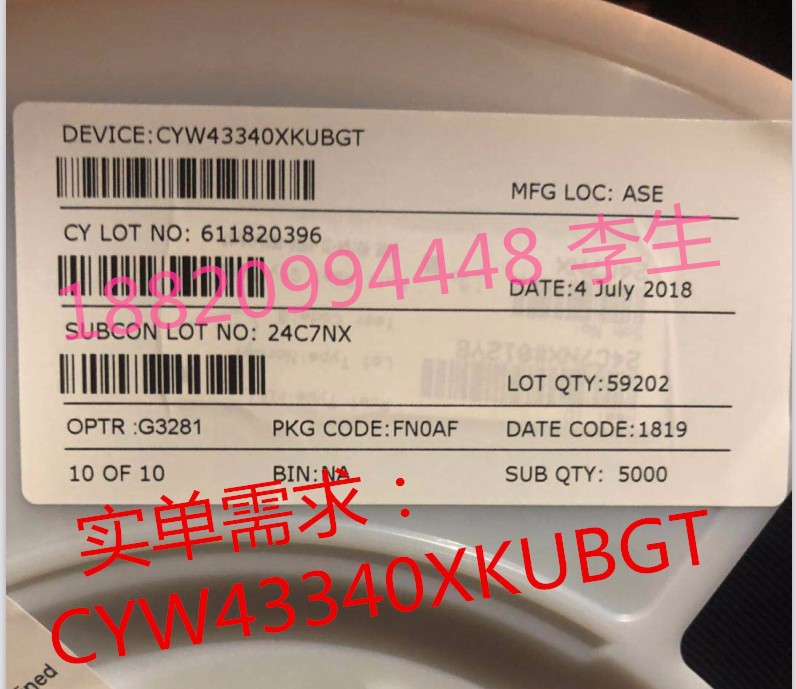 DEVICE:CYW43340XKUBGT
MFG LOC: ASE
CY LOT NO: 611820396
18820994448 李生
DATE:4 July 2018
SUBCON LOT NO: 24C7NX
LOT QTY:59202
OPTR :G3281 PKG CODE:FN0AF DATE CODE:1819
10 OF 10 BIN:NA SUB QTY: 5000
实单需求：
CYW43340XKUBGT